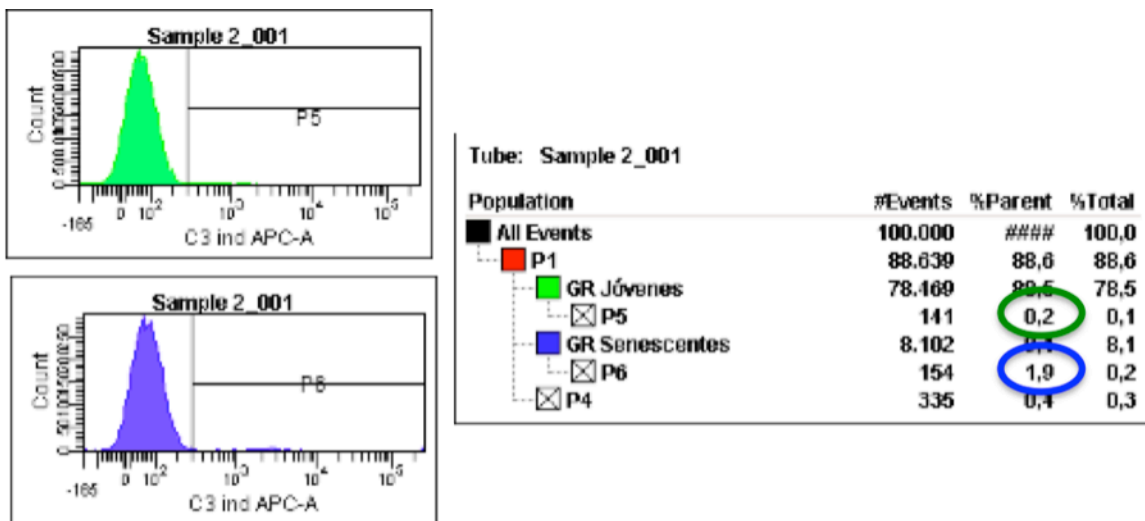 Sample 2_001
Count
P5
-165 0 10² 10³ 10⁴ 10⁵
C3 ind APC-A
Sample 2_001
Count
P6
-165 0 10² 10³ 10⁴ 10⁵
C3 ind APC-A
Tube: Sample 2_001
Population #Events %Parent %Total
All Events 100.000 #### 100,0
P1 88.639 88,6 88,6
GR Jóvenes 78.469 78,5
P5 141 0,2 0,1
GR Senescentes 8.102 8,1
P6 154 1,9 0,2
P4 335 0,4 0,3